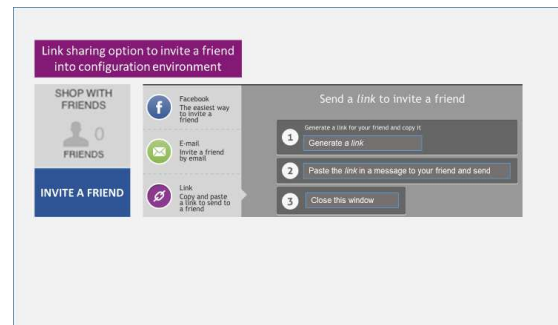 Link sharing option to invite a friend
into configuration environment
SHOP WITH
FRIENDS
0
FRIENDS
INVITE A FRIEND
f
Facebook
The easiest way
to invite a
friend
E-mail
Invite a friend
by email
Link
Copy and paste
a link to send to
a friend
Send a link to invite a friend
1
Generate a link for your friend and copy it
Generate a link
2
Paste the link in a message to your friend and send
3
Close this window